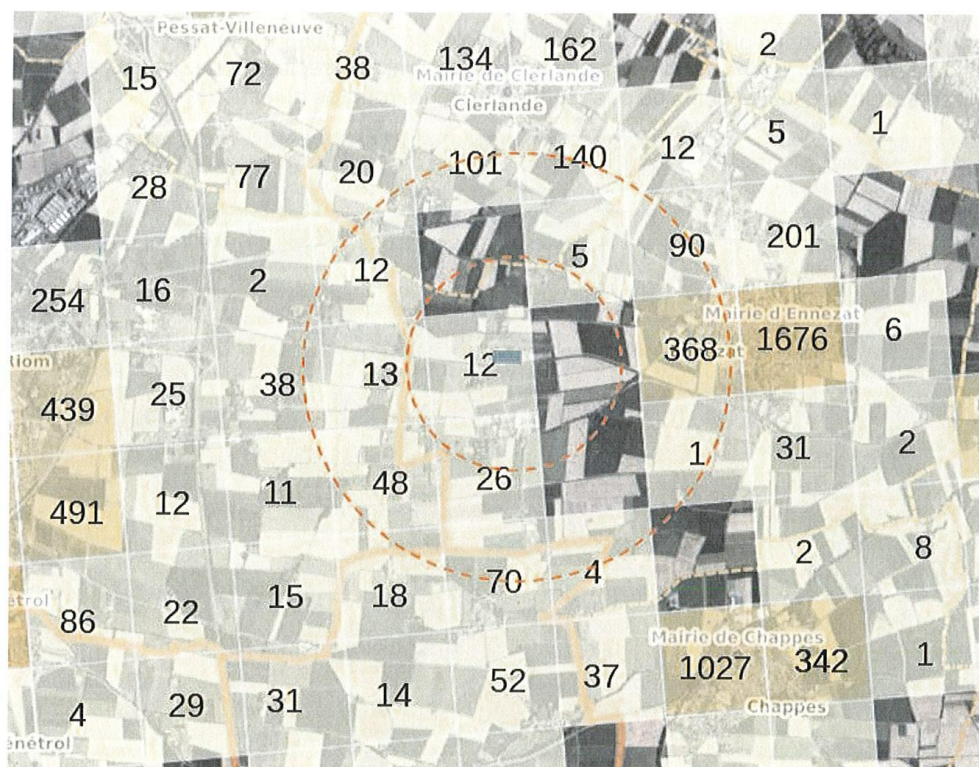 Pessat-Villeneuve
15 72 38 134 162 2
Mairie de Clerlande
Clerlande
28 77 20 101 140 12 5 1
254 16 2 12 5 90 201
Mairie d'Ennezat
Riom
439 25 38 13 12 368 zat 1676 6
491 12 11 48 26 1 31 2
étrol
86 22 15 18 70 4 2 8
Mairie de Chappes
4 29 31 14 52 37 1027 342 1
Chappes
énétrol